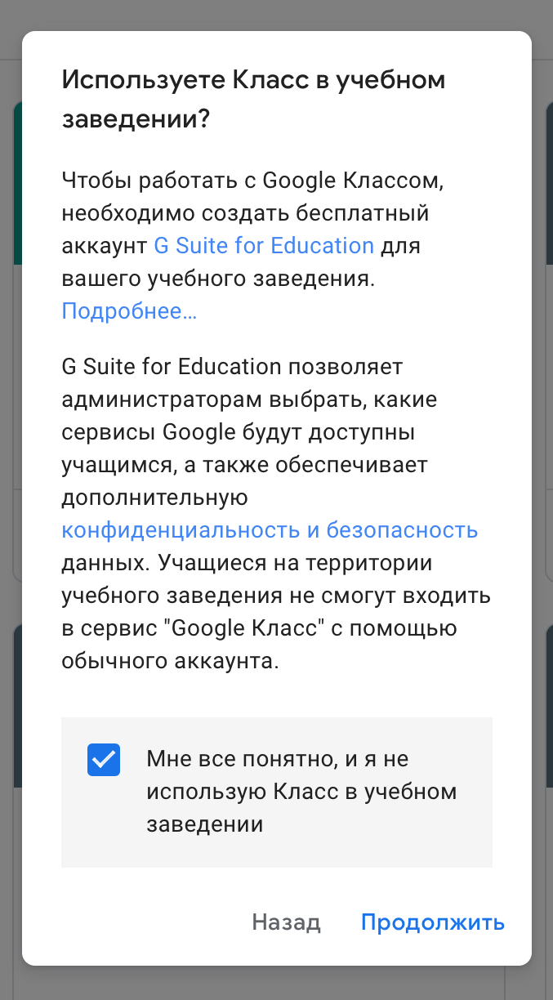 Используете Класс в учебном
заведении?
Чтобы работать с Google Классом,
необходимо создать бесплатный
аккаунт G Suite for Education для
вашего учебного заведения.
Подробнее…
G Suite for Education позволяет
администраторам выбрать, какие
сервисы Google будут доступны
учащимся, а также обеспечивает
дополнительную
конфиденциальность и безопасность
данных. Учащиеся на территории
учебного заведения не смогут входить
в сервис "Google Класс" с помощью
обычного аккаунта.
Мне все понятно, и я не
использую Класс в учебном
заведении
Назад Продолжить